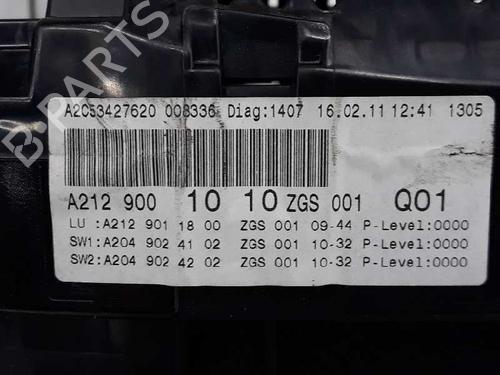 A2C53427620 008336 Diag:1407 16.02.11 12:41 1305
A212 900 10 10 ZGS 001 Q01
LU :A212 901 18 00 ZGS 001 09-44 P-Level:0000
SW1:A204 902 41 02 ZGS 001 10-32 P-Level:0000
SW2:A204 902 42 02 ZGS 001 10-32 P-Level:0000